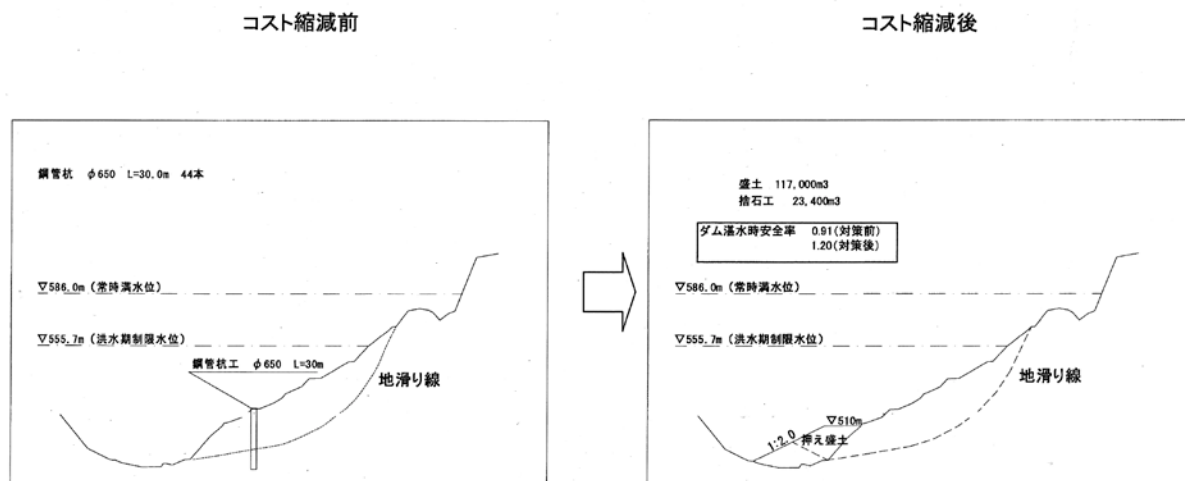 コスト縮減前
鋼管杭 φ650 L=30.0m 44本
▽586.0m (常時満水位)
▽555.7m (洪水期制限水位)
鋼管杭工 φ650 L=30m
地滑り線
コスト縮減後
盛土 117,000m3
捨石工 23,400m3
ダム湛水時安全率 0.91(対策前)
1.20(対策後)
▽586.0m (常時満水位)
▽555.7m (洪水期制限水位)
地滑り線
▽510m
1:2.0
押え盛土